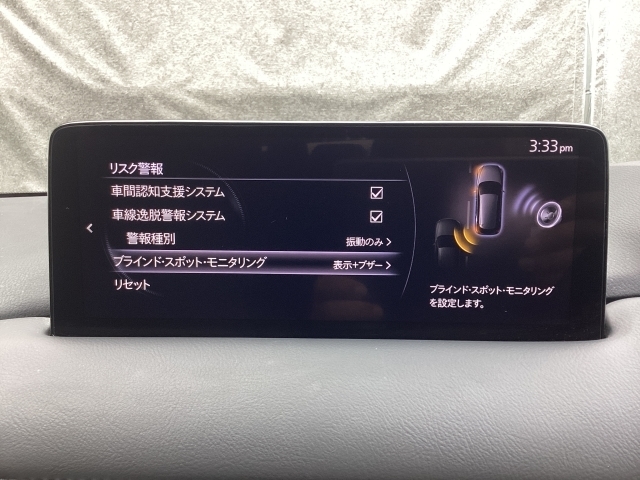 3:33pm
リスク警報
車間認知支援システム
車線逸脱警報システム
警報種別 振動のみ
ブラインド・スポット・モニタリング 表示+ブザー
リセット
ブラインド・スポット・モニタリング
を設定します。